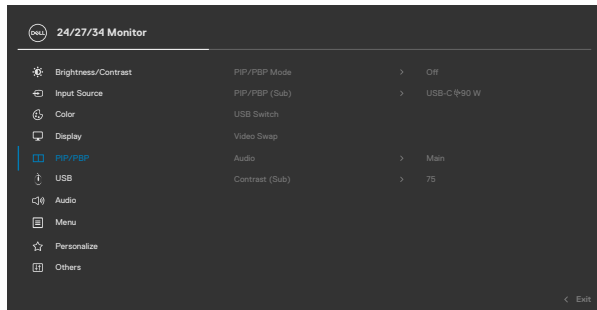 DELL 24/27/34 Monitor
Brightness/Contrast PIP/PBP Mode > Off
Input Source PIP/PBP (Sub) > USB-C 90 W
Color USB Switch
Display Video Swap
PIP/PBP Audio > Main
USB Contrast (Sub) > 75
Audio
Menu
Personalize
Others
< Exit